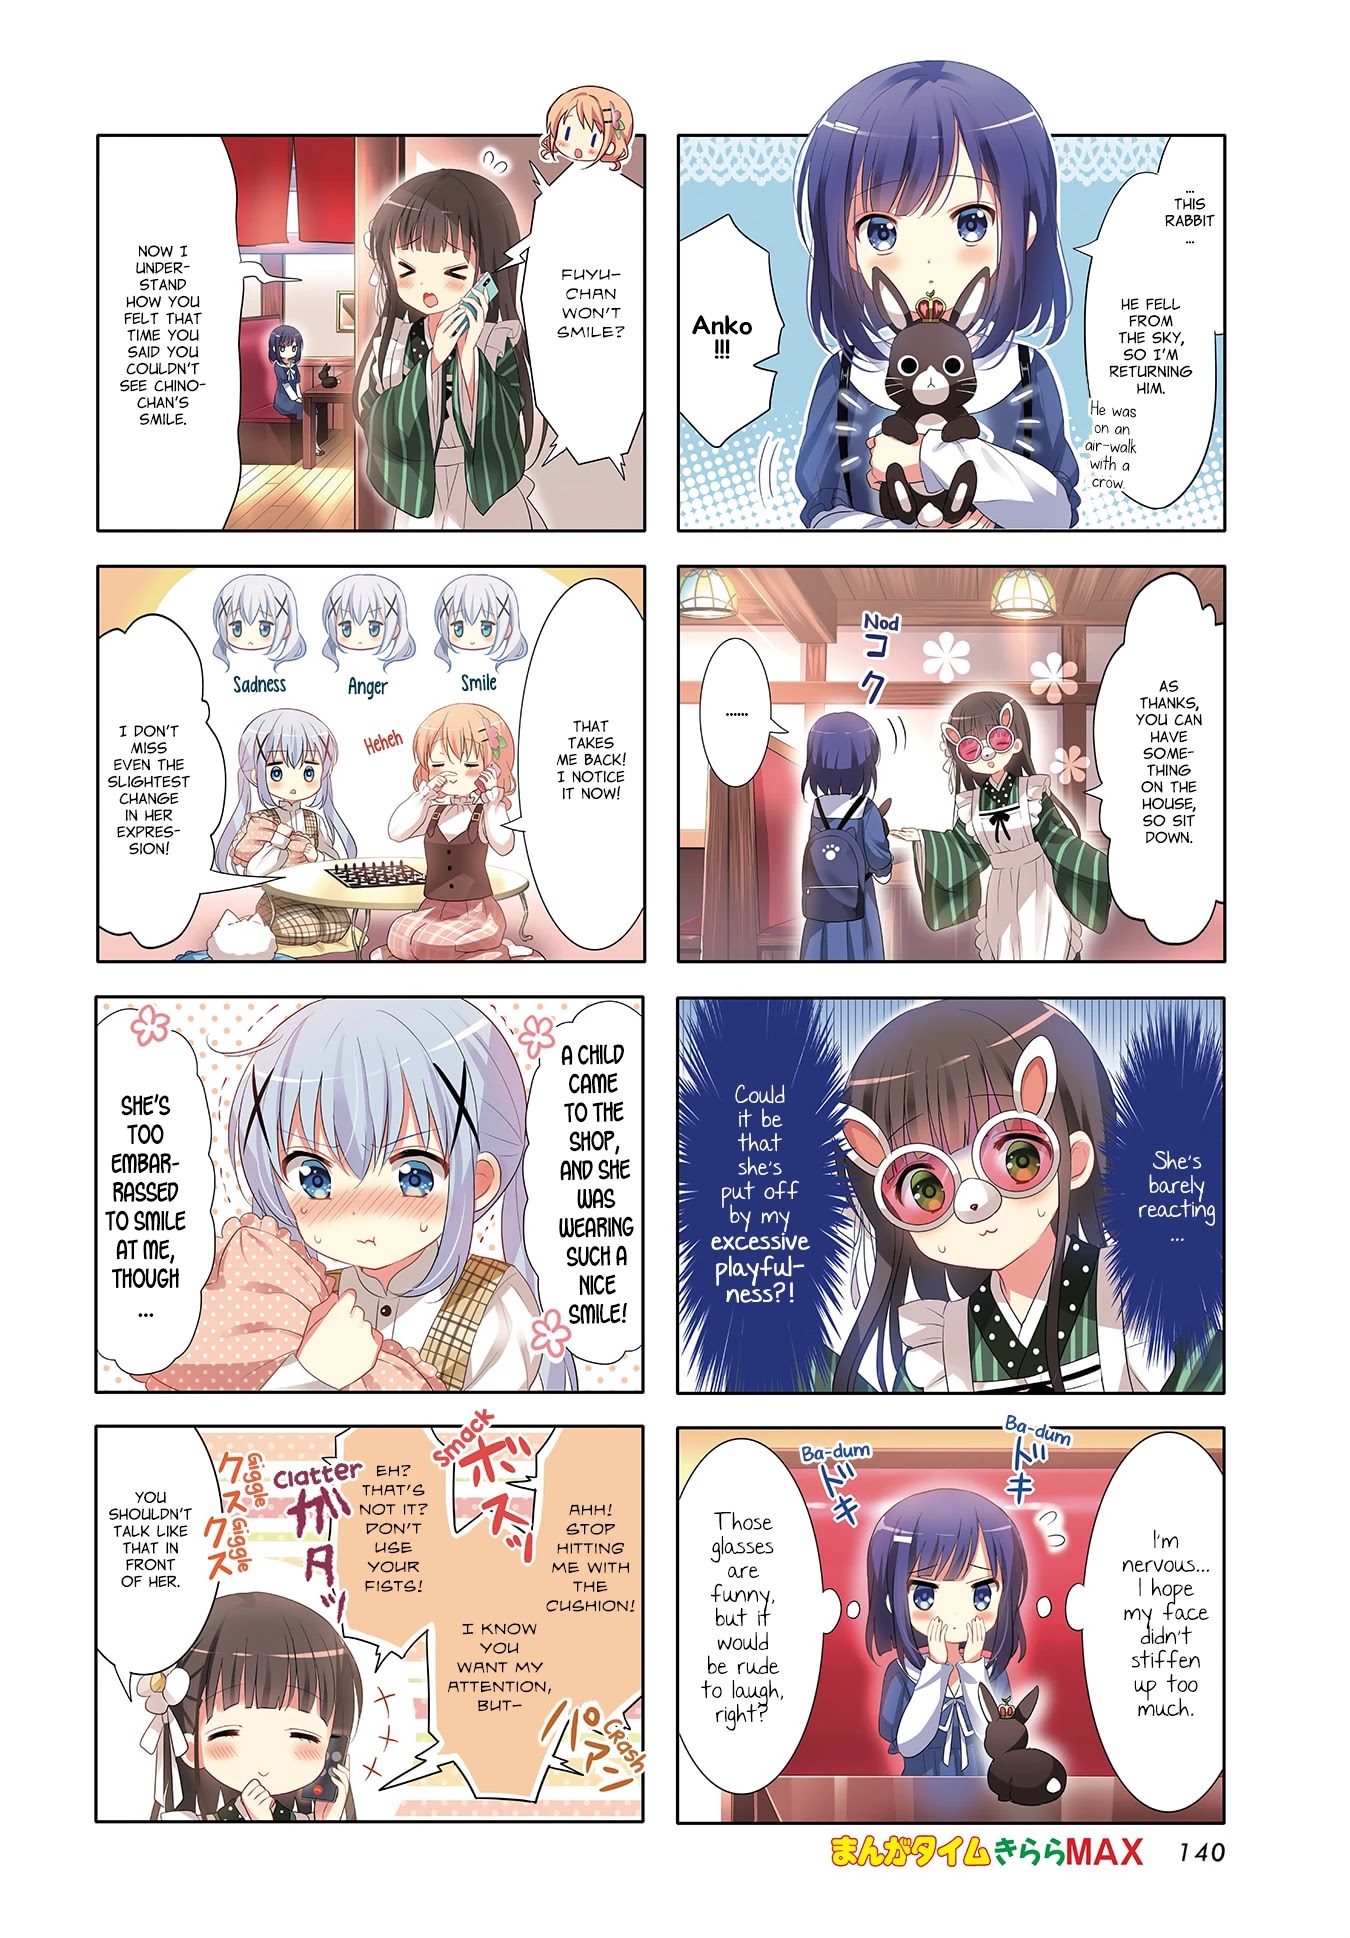 ...
THIS
RABBIT
...
HE FELL
FROM
THE SKY,
SO I'M
RETURNING
HIM.
He was
on an
air-walk
with a
crow.
Anko
!!!
AS
THANKS,
YOU CAN
HAVE
SOME-
THING
ON THE
HOUSE,
SO SIT
DOWN.
Nod
コク
......
She's
barely
reacting
...
Could
it be
that
she's
put off
by my
excessive
playful-
ness?!
Ba-dum
ドキ
Ba-dum
ドキ
I'm
nervous...
I hope
my face
didn't
stiffen
up too
much.
Those
glasses
are
funny,
but it
would
be rude
to laugh,
right?
FUYU-
CHAN
WON'T
SMILE?
NOW I
UNDER-
STAND
HOW YOU
FELT THAT
TIME YOU
SAID YOU
COULDN'T
SEE CHINO-
CHAN'S
SMILE.
THAT
TAKES
ME BACK!
I NOTICE
IT NOW!
Smile
Anger
Sadness
Heheh
I DON'T
MISS
EVEN THE
SLIGHTEST
CHANGE
IN HER
EXPRES-
SION!
A CHILD
CAME
TO THE
SHOP,
AND SHE
WAS
WEARING
SUCH A
NICE
SMILE!
SHE'S
TOO
EMBAR-
RASSED
TO SMILE
AT ME,
THOUGH
...
AHH!
STOP
HITTING
ME WITH
THE
CUSHION!
Smack
ボスッ
EH?
THAT'S
NOT IT?
DON'T
USE
YOUR
FISTS!
Clatter
ガタッ
I KNOW
YOU
WANT MY
ATTENTION,
BUT-
Crash
パアン
Giggle
クス
Giggle
クス
YOU
SHOULDN'T
TALK LIKE
THAT IN
FRONT
OF HER.
まんがタイムきららMAX 140